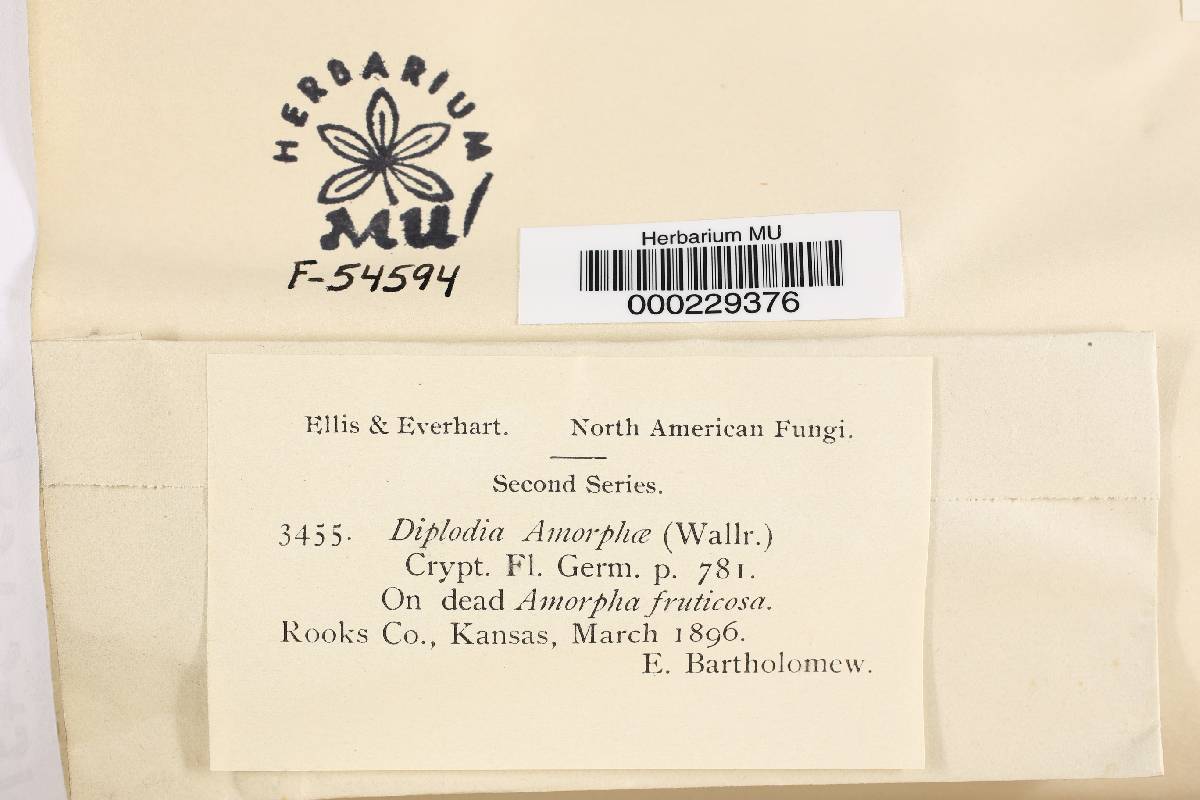 HERBARIUM
MU
F-54594
Herbarium MU
000229376
Ellis & Everhart. North American Fungi.
Second Series.
3455. Diplodia Amorphæ (Wallr.)
Crypt. Fl. Germ. p. 781.
On dead Amorpha fruticosa.
Rooks Co., Kansas, March 1896.
E. Bartholomew.